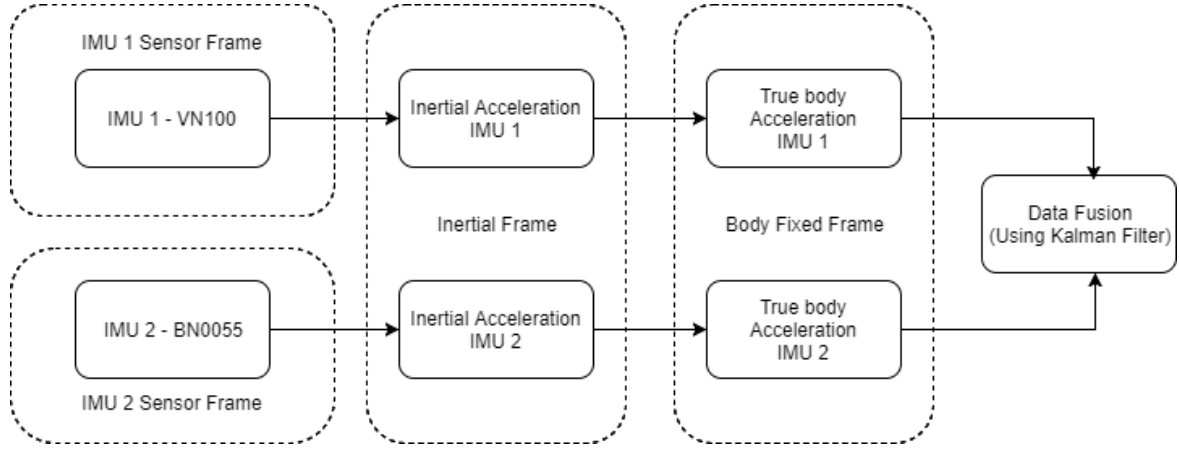 IMU 1 Sensor Frame
IMU 1 - VN100
Inertial Acceleration
IMU 1
True body
Acceleration
IMU 1
Inertial Frame
Body Fixed Frame
Data Fusion
(Using Kalman Filter)
IMU 2 - BN0055
Inertial Acceleration
IMU 2
True body
Acceleration
IMU 2
IMU 2 Sensor Frame